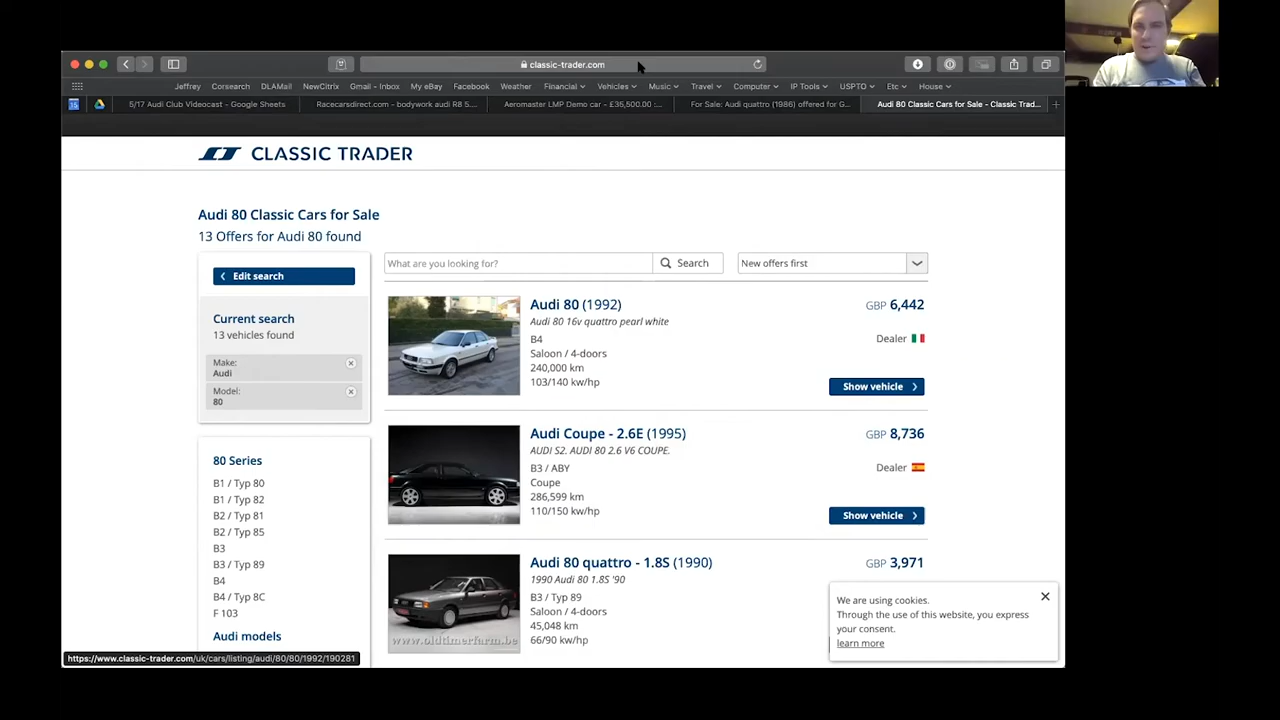 classic-trader.com
Jeffrey Corsearch DLAMail NewCitrix Gmail - Inbox My eBay Facebook Weather Financial Vehicles Music Travel Computer IP Tools USPTO Etc House
5/17 Audi Club Videocast - Google Sheets Racecarsdirect.com - bodywork audi R8 5.... Aeromaster LMP Demo car - £35,500.00 :... For Sale: Audi quattro (1986) offered for G... Audi 80 Classic Cars for Sale - Classic Trad...
CLASSIC TRADER
Audi 80 Classic Cars for Sale
13 Offers for Audi 80 found
Edit search
What are you looking for? Search New offers first
Current search
13 vehicles found
Make:
Audi
Model:
80
80 Series
B1 / Typ 80
B1 / Typ 82
B2 / Typ 81
B2 / Typ 85
B3
B3 / Typ 89
B4
B4 / Typ 8C
F 103
Audi models
Audi 80 (1992) GBP 6,442
Audi 80 16v quattro pearl white
B4 Dealer
Saloon / 4-doors
240,000 km
103/140 kw/hp Show vehicle
Audi Coupe - 2.6E (1995) GBP 8,736
AUDI S2. AUDI 80 2.6 V6 COUPE.
B3 / ABY Dealer
Coupe
286,599 km
110/150 kw/hp Show vehicle
Audi 80 quattro - 1.8S (1990) GBP 3,971
1990 Audi 80 1.8S '90
B3 / Typ 89
Saloon / 4-doors
45,048 km
66/90 kw/hp
www.oldtimerfarm.be
We are using cookies.
Through the use of this website, you express
your consent.
learn more
https://www.classic-trader.com/uk/cars/listing/audi/80/80/1992/190281